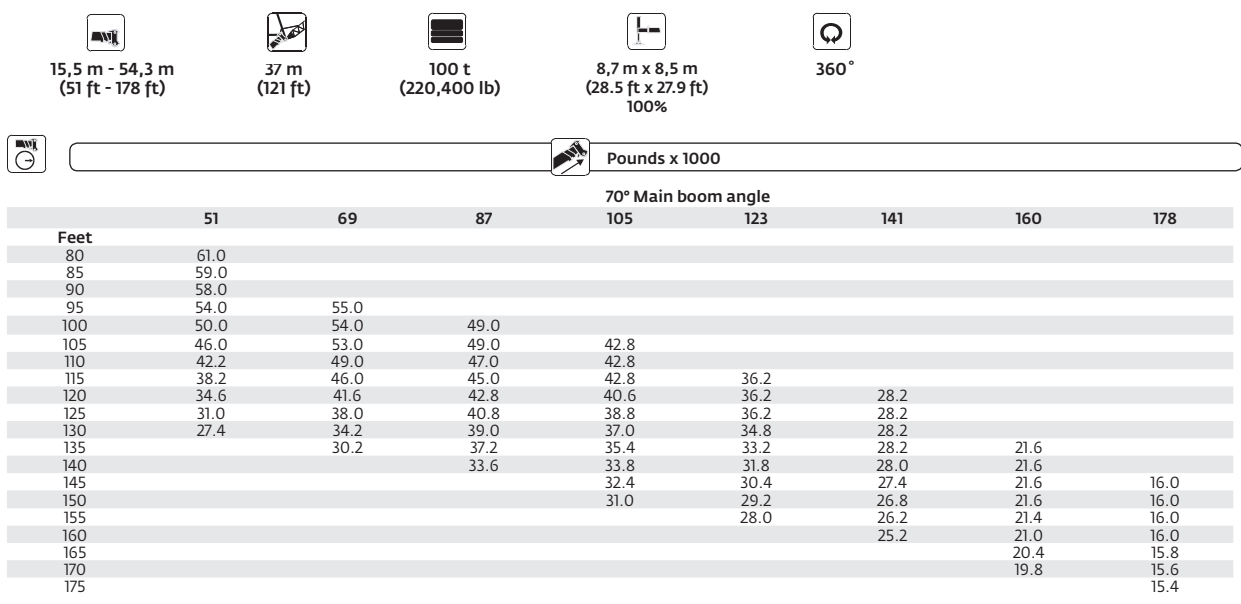 15,5 m - 54,3 m 37 m 100 t 8,7 m x 8,5 m 360°
(51 ft - 178 ft) (121 ft) (220,400 lb) (28.5 ft x 27.9 ft)
100%
Pounds x 1000
70° Main boom angle
51 69 87 105 123 141 160 178
Feet
80 61.0
85 59.0
90 58.0
95 54.0 55.0
100 50.0 54.0 49.0
105 46.0 53.0 49.0 42.8
110 42.2 49.0 47.0 42.8
115 38.2 46.0 45.0 42.8 36.2
120 34.6 41.6 42.8 40.6 36.2 28.2
125 31.0 38.0 40.8 38.8 36.2 28.2
130 27.4 34.2 39.0 37.0 34.8 28.2
135 30.2 37.2 35.4 33.2 28.2 21.6
140 33.6 33.8 31.8 28.0 21.6
145 32.4 30.4 27.4 21.6 16.0
150 31.0 29.2 26.8 21.6 16.0
155 28.0 26.2 21.4 16.0
160 25.2 21.0 16.0
165 20.4 15.8
170 19.8 15.6
175 15.4